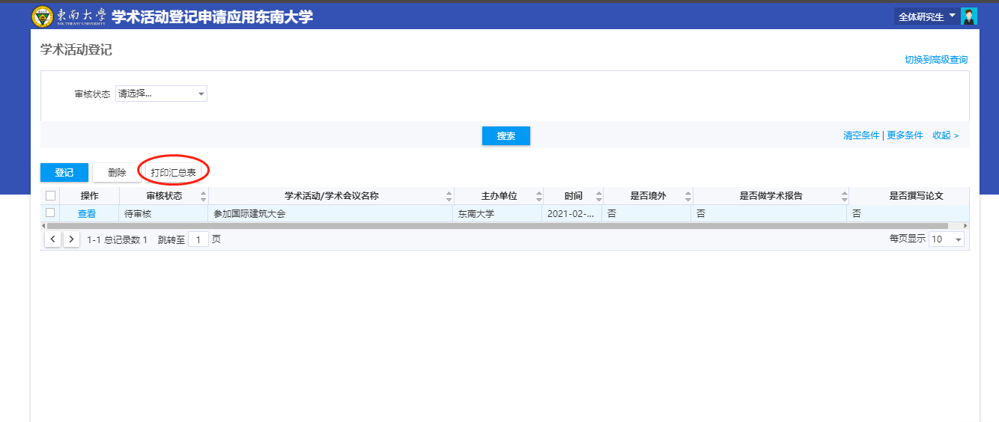 東南大學 学术活动登记申请应用东南大学 全体研究生
SOUTHEAST UNIVERSITY
学术活动登记
切换到高级查询
审核状态 请选择...
搜索 清空条件 | 更多条件 收起 >
登记 删除 打印汇总表
操作 审核状态 学术活动/学术会议名称 主办单位 时间 是否境外 是否做学术报告 是否撰写论文
查看 待审核 参加国际建筑大会 东南大学 2021-02-... 否 否 否
1-1 总记录数 1 跳转至 1 页 每页显示 10